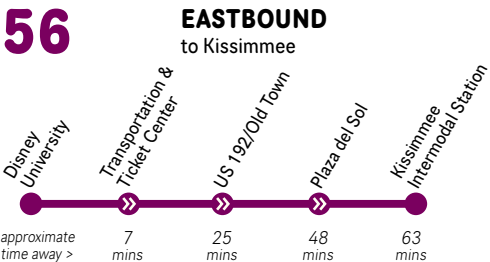 56
EASTBOUND
to Kissimmee
Disney
University
Transportation &
Ticket Center
US 192/Old Town
Plaza del Sol
Kissimmee
Intermodal Station
approximate
time away >
7
mins
25
mins
48
mins
63
mins